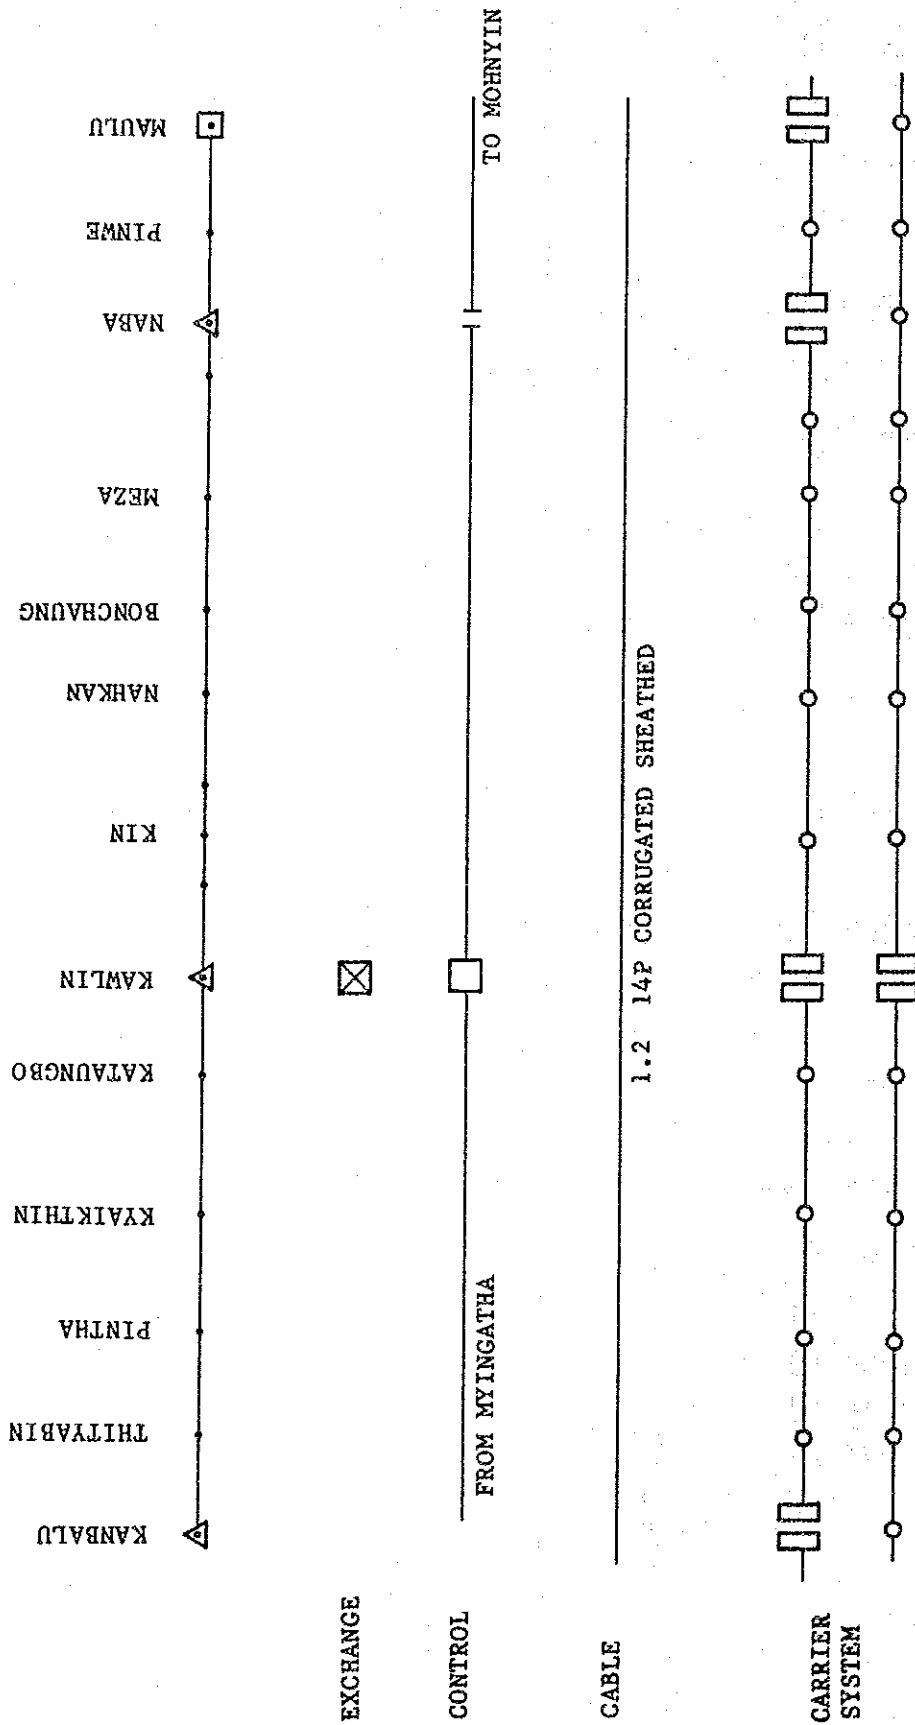 KANBALU
THITYABIN
PINTHA
KYAIKTHIN
KATAUNGBO
KAWLIN
KIN
NAHKAN
BONCHAUNG
MEZA
NABA
PINWE
MAULU
EXCHANGE
CONTROL
FROM MYINGATHA
TO MOHNYIN
CABLE
1.2 14P CORRUGATED SHEATHED
CARRIER
SYSTEM